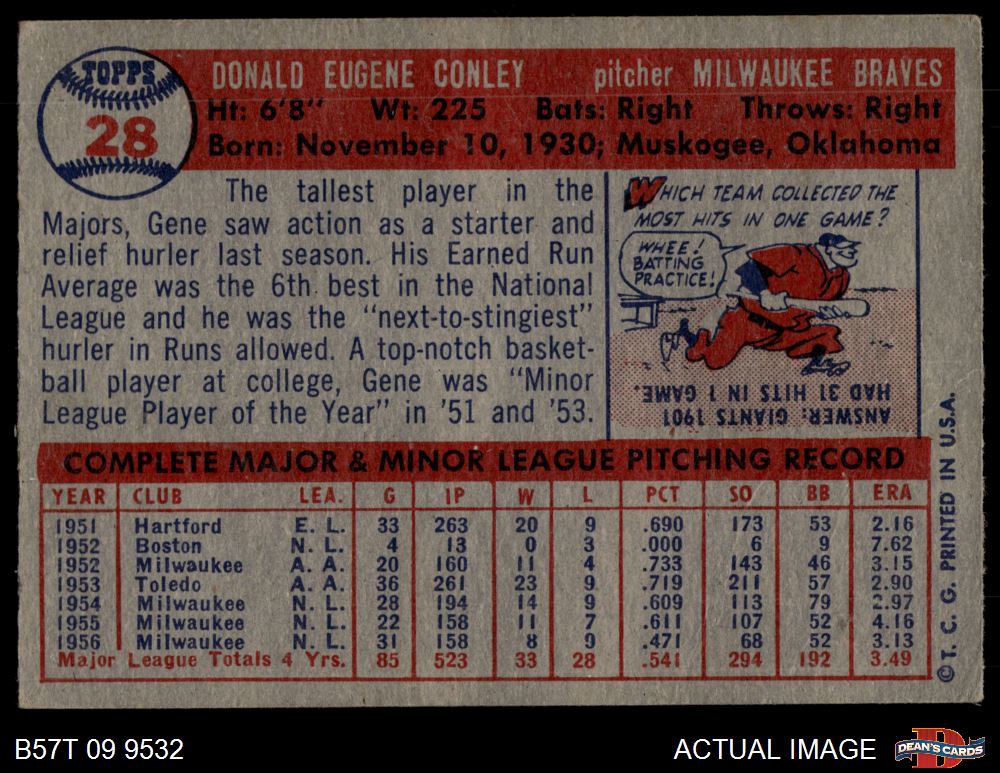 TOPPS
28
DONALD EUGENE CONLEY pitcher MILWAUKEE BRAVES
Ht: 6'8" Wt: 225 Bats: Right Throws: Right
Born: November 10, 1930; Muskogee, Oklahoma
The tallest player in the
Majors, Gene saw action as a starter and
relief hurler last season. His Earned Run
Average was the 6th best in the National
League and he was the "next-to-stingiest"
hurler in Runs allowed. A top-notch basket-
ball player at college, Gene was "Minor
League Player of the Year" in '51 and '53.
WHICH TEAM COLLECTED THE
MOST HITS IN ONE GAME?
WHEE!
BATTING
PRACTICE!
ANSWER: GIANTS 1901
HAD 31 HITS IN 1 GAME.
COMPLETE MAJOR & MINOR LEAGUE PITCHING RECORD
YEAR CLUB LEA. G IP W L PCT SO BB ERA
1951 Hartford E. L. 33 263 20 9 .690 173 53 2.16
1952 Boston N. L. 4 13 0 3 .000 6 9 7.62
1952 Milwaukee A. A. 20 160 11 4 .733 143 46 3.15
1953 Toledo A. A. 36 261 23 9 .719 211 57 2.90
1954 Milwaukee N. L. 28 194 14 9 .609 113 79 2.97
1955 Milwaukee N. L. 22 158 11 7 .611 107 52 4.16
1956 Milwaukee N. L. 31 158 8 9 .471 68 52 3.13
Major League Totals 4 Yrs. 85 523 33 28 .541 294 192 3.49
© T. C. G. PRINTED IN U.S.A.
B57T 09 9532
ACTUAL IMAGE
D
DEAN'S CARDS